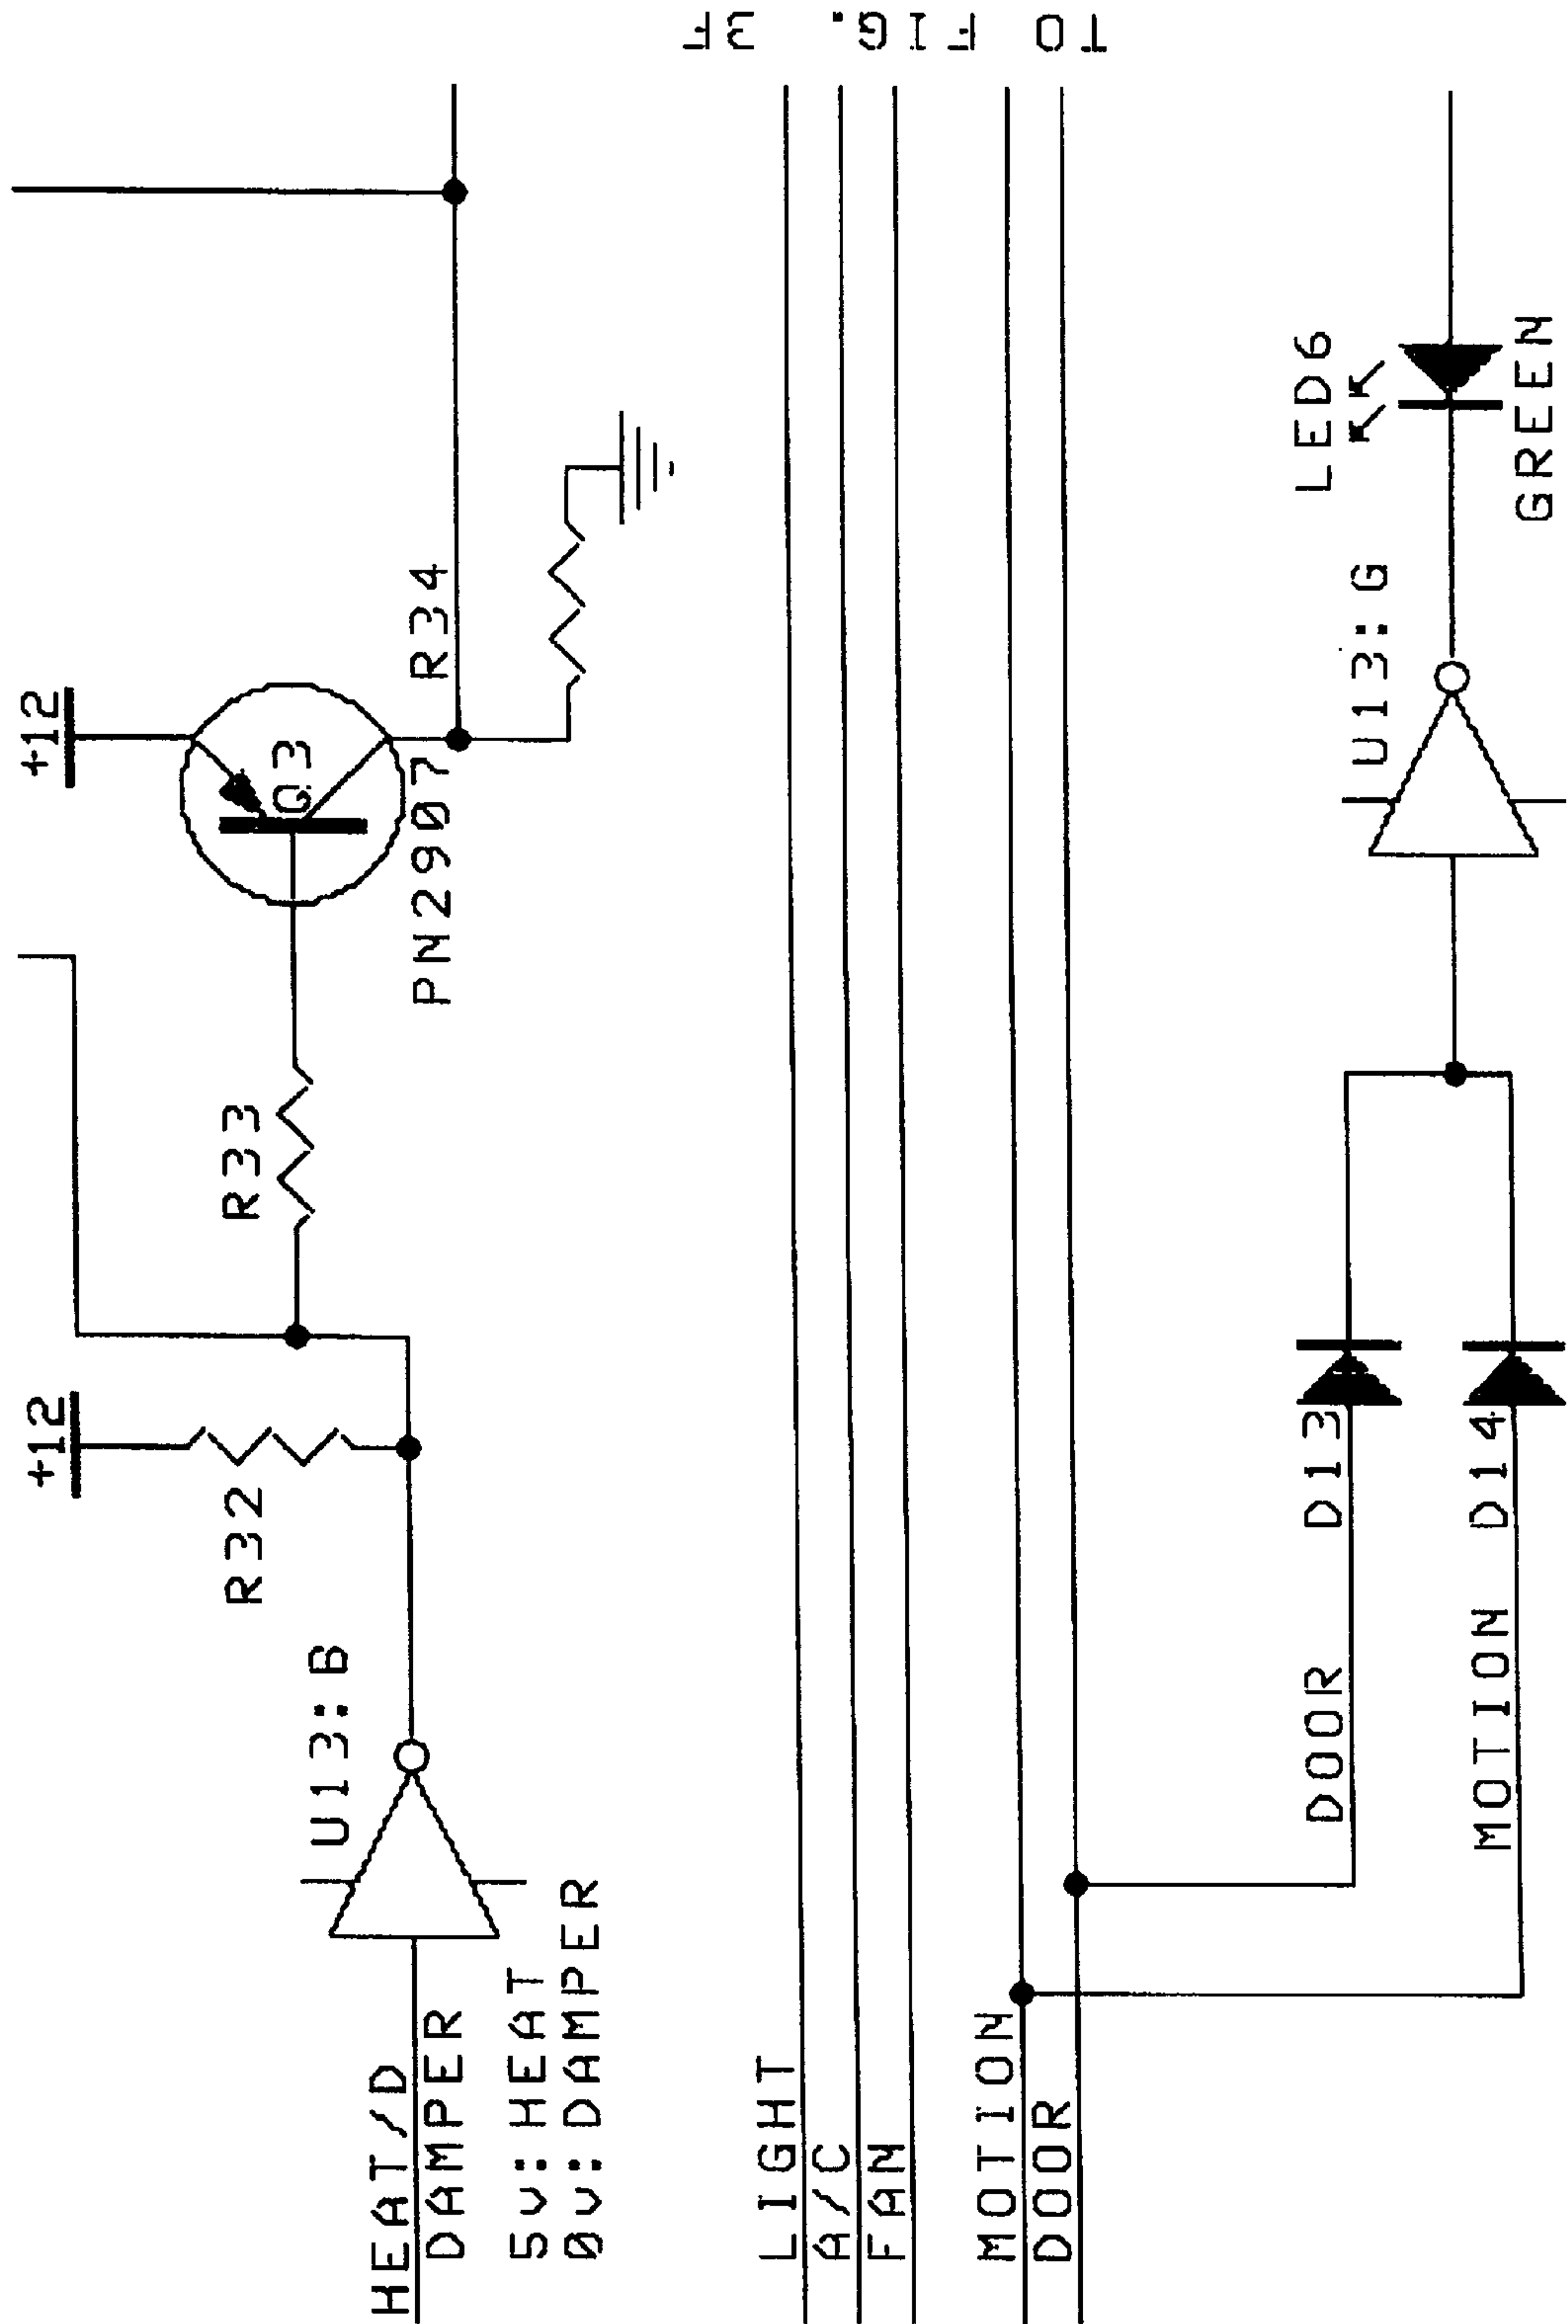 +12
+12
R32
R33
Q3
U13:B
PN2907
R34
HEAT/D
DAMPER
5v:HEAT
0v:DAMPER
LIGHT
A/C
FAN
MOTION
DOOR
TO FIG. 3F
LED6
DOOR D13
U13:G
MOTION D14
GREEN